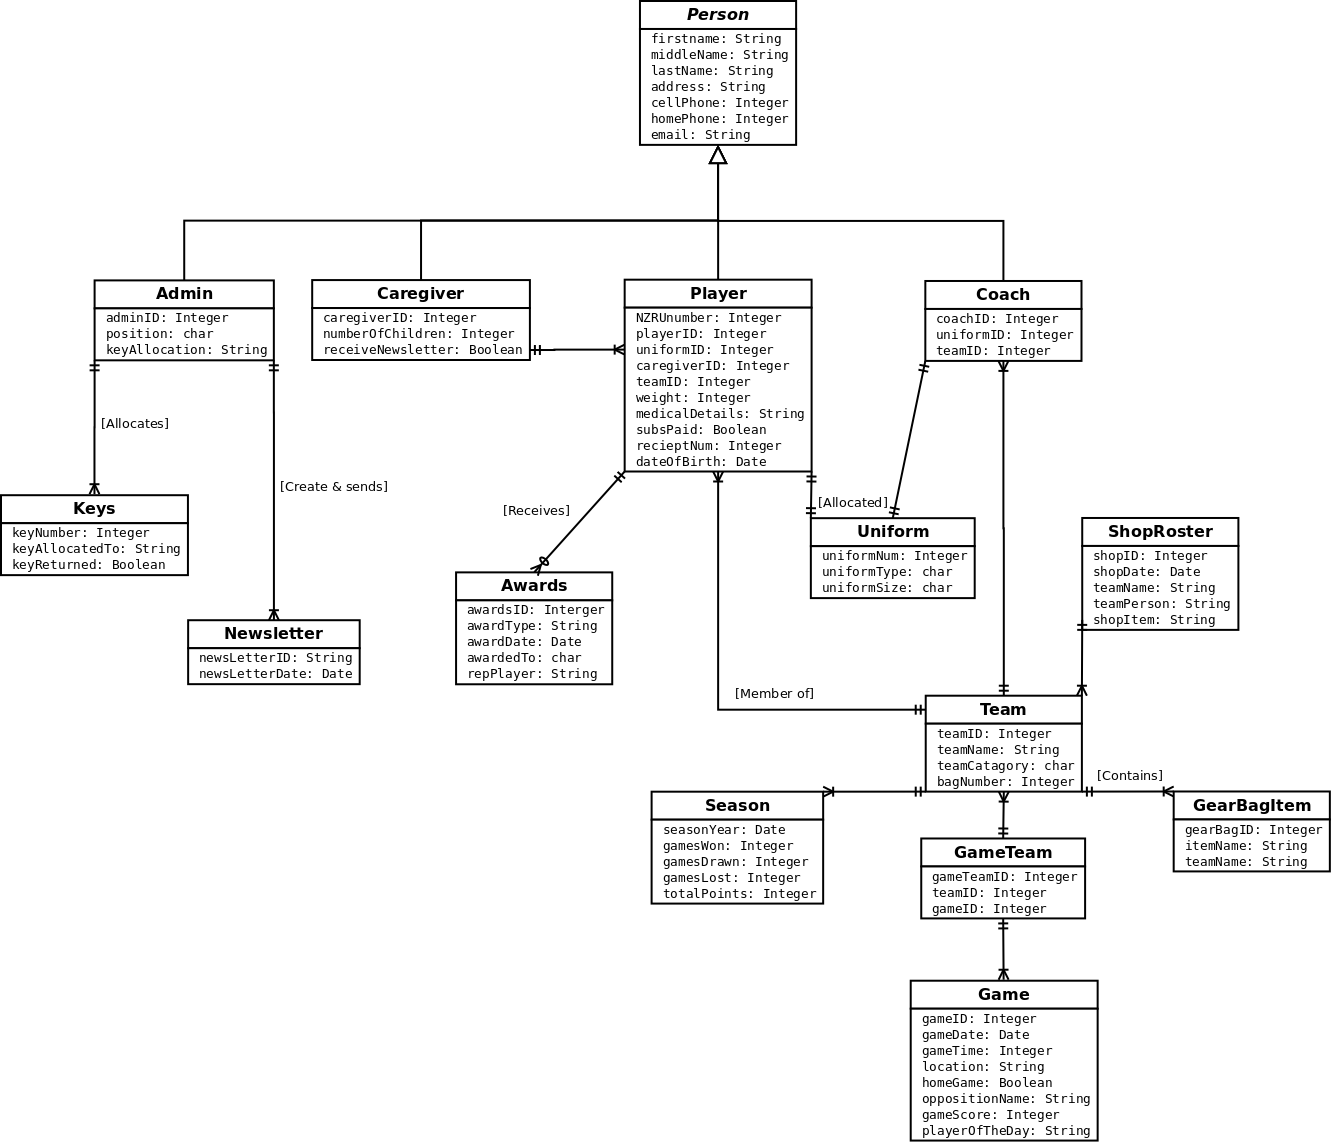 Person
firstname: String
middleName: String
lastName: String
address: String
cellPhone: Integer
homePhone: Integer
email: String
Admin
adminID: Integer
position: char
keyAllocation: String
Caregiver
caregiverID: Integer
numberOfChildren: Integer
receiveNewsletter: Boolean
Player
NZRUnumber: Integer
playerID: Integer
uniformID: Integer
caregiverID: Integer
teamID: Integer
weight: Integer
medicalDetails: String
subsPaid: Boolean
recieptNum: Integer
dateOfBirth: Date
Coach
coachID: Integer
uniformID: Integer
teamID: Integer
[Allocates]
[Create & sends]
[Receives]
[Allocated]
Keys
keyNumber: Integer
keyAllocatedTo: String
keyReturned: Boolean
Uniform
uniformNum: Integer
uniformType: char
uniformSize: char
ShopRoster
shopID: Integer
shopDate: Date
teamName: String
teamPerson: String
shopItem: String
Awards
awardsID: Interger
awardType: String
awardDate: Date
awardedTo: char
repPlayer: String
Newsletter
newsLetterID: String
newsLetterDate: Date
[Member of]
Team
teamID: Integer
teamName: String
teamCatagory: char
bagNumber: Integer
[Contains]
Season
seasonYear: Date
gamesWon: Integer
gamesDrawn: Integer
gamesLost: Integer
totalPoints: Integer
GearBagItem
gearBagID: Integer
itemName: String
teamName: String
GameTeam
gameTeamID: Integer
teamID: Integer
gameID: Integer
Game
gameID: Integer
gameDate: Date
gameTime: Integer
location: String
homeGame: Boolean
oppositionName: String
gameScore: Integer
playerOfTheDay: String